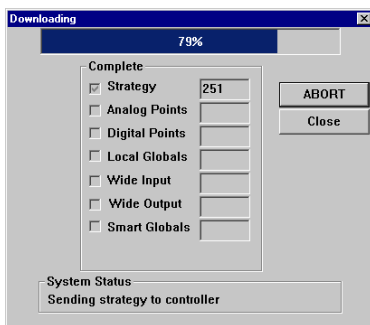 Downloading
79%
Complete
Strategy 251
Analog Points
Digital Points
Local Globals
Wide Input
Wide Output
Smart Globals
ABORT
Close
System Status
Sending strategy to controller